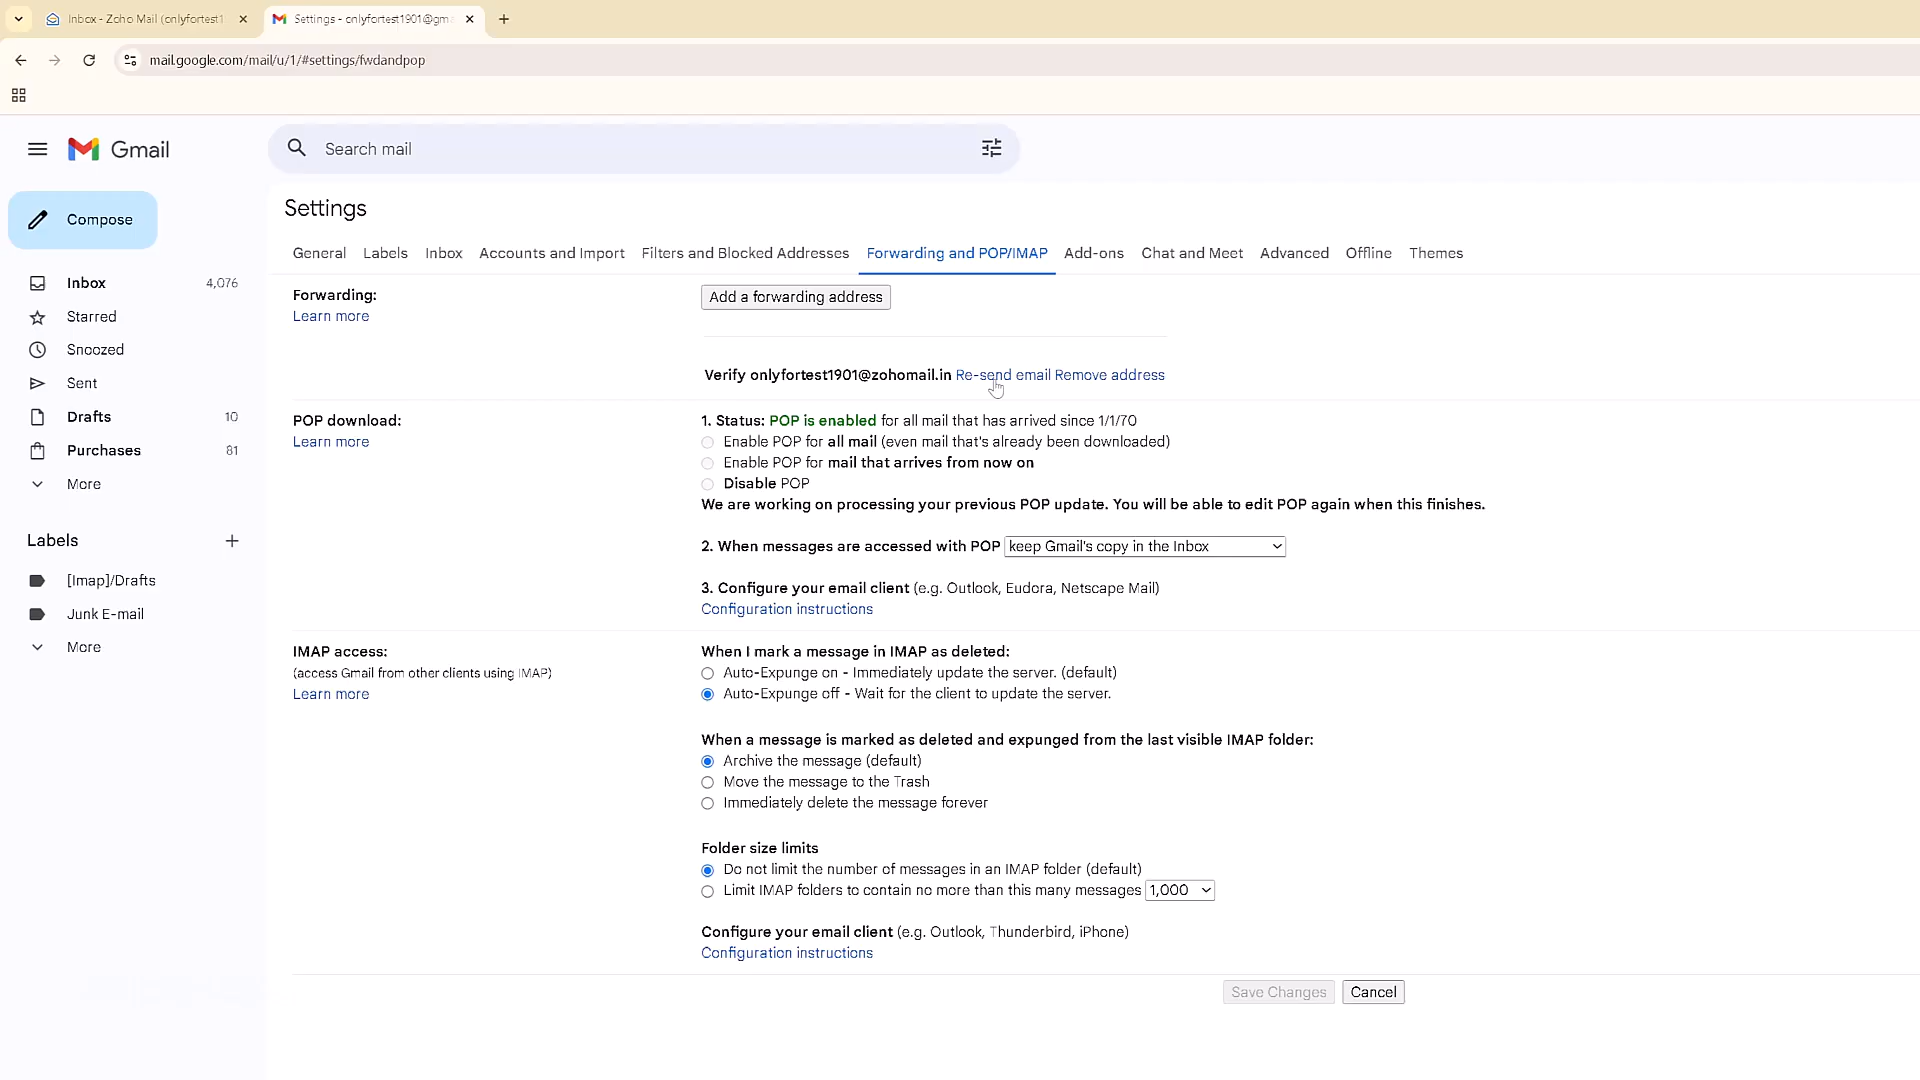 Inbox - Zoho Mail (onlyfortest1
Settings - onlyfortest1901@gma
mail.google.com/mail/u/1/#settings/fwdandpop
Gmail
Search mail
Compose
Inbox 4,076
Starred
Snoozed
Sent
Drafts 10
Purchases 81
More
Labels
[Imap]/Drafts
Junk E-mail
More
Settings
General Labels Inbox Accounts and Import Filters and Blocked Addresses Forwarding and POP/IMAP Add-ons Chat and Meet Advanced Offline Themes
Forwarding:
Learn more
Add a forwarding address
Verify onlyfortest1901@zohomail.in Re-send email Remove address
POP download:
Learn more
1. Status: POP is enabled for all mail that has arrived since 1/1/70
Enable POP for all mail (even mail that's already been downloaded)
Enable POP for mail that arrives from now on
Disable POP
We are working on processing your previous POP update. You will be able to edit POP again when this finishes.
2. When messages are accessed with POP keep Gmail's copy in the Inbox
3. Configure your email client (e.g. Outlook, Eudora, Netscape Mail)
Configuration instructions
IMAP access:
(access Gmail from other clients using IMAP)
Learn more
When I mark a message in IMAP as deleted:
Auto-Expunge on - Immediately update the server. (default)
Auto-Expunge off - Wait for the client to update the server.
When a message is marked as deleted and expunged from the last visible IMAP folder:
Archive the message (default)
Move the message to the Trash
Immediately delete the message forever
Folder size limits
Do not limit the number of messages in an IMAP folder (default)
Limit IMAP folders to contain no more than this many messages 1,000
Configure your email client (e.g. Outlook, Thunderbird, iPhone)
Configuration instructions
Save Changes Cancel